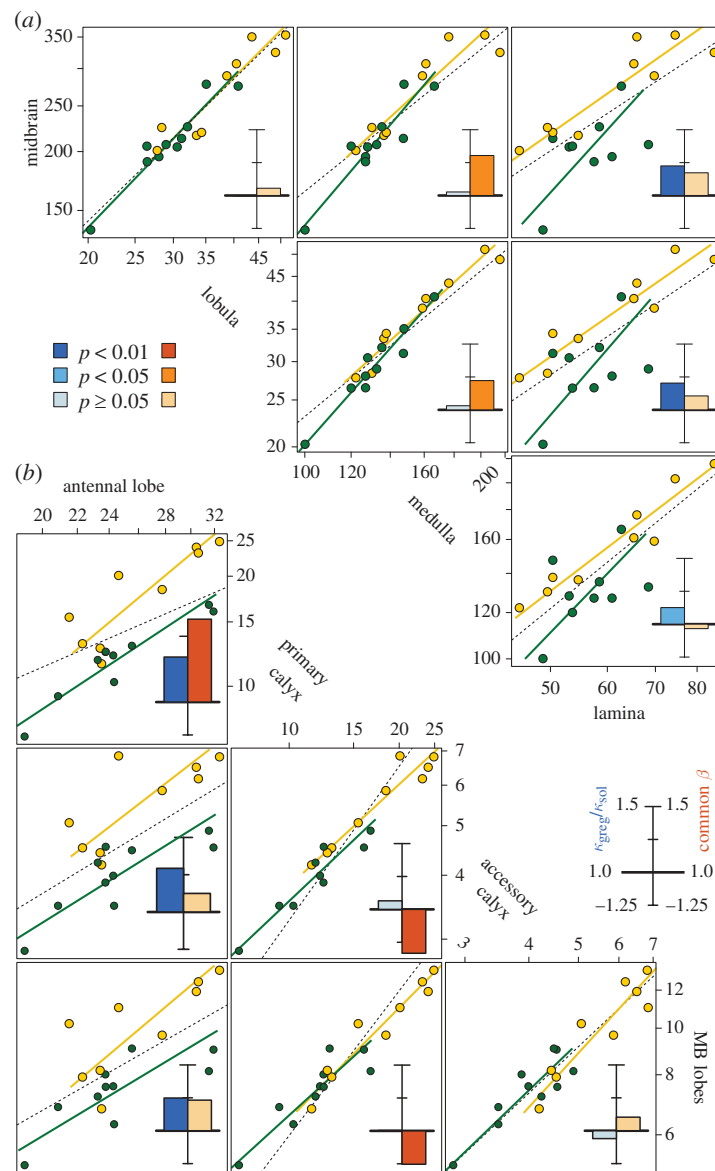 (a)
350
250
200
150
midbrain
20 25 30 35 45
lobula
45
35
30
25
20
100 120 160 200
medulla
p < 0.01
p < 0.05
p ≥ 0.05
160
120
100
50 60 70 80
lamina
(b)
antennal lobe
20 22 24 26 30 32
25
20
15
10
primary
calyx
10 15 20 25
7
6
5
4
3
accessory
calyx
κgreg/κsol
common β
1.5 1.5
1.0 1.0
−1.25 −1.25
3 4 5 6 7
12
10
8
6
MB lobes